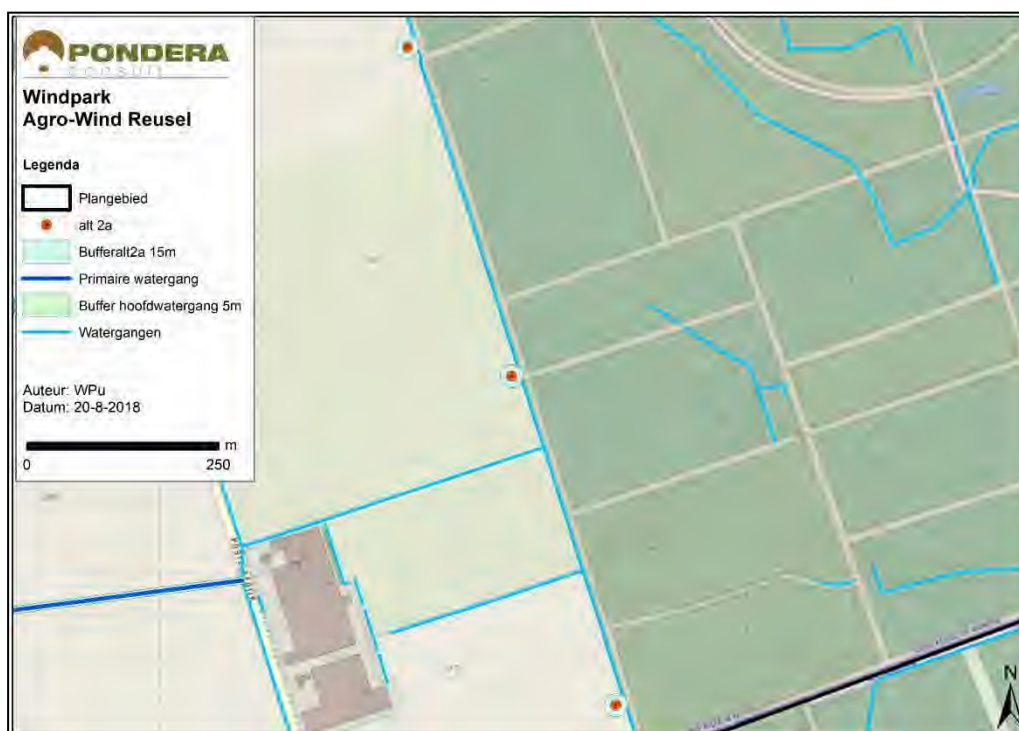 PONDERA
consult
Windpark
Agro-Wind Reusel
Legenda
Plangebied
alt 2a
Bufferalt2a 15m
Primaire watergang
Buffer hoofdwatergang 5m
Watergangen
Auteur: WPu
Datum: 20-8-2018
m
0 250
N